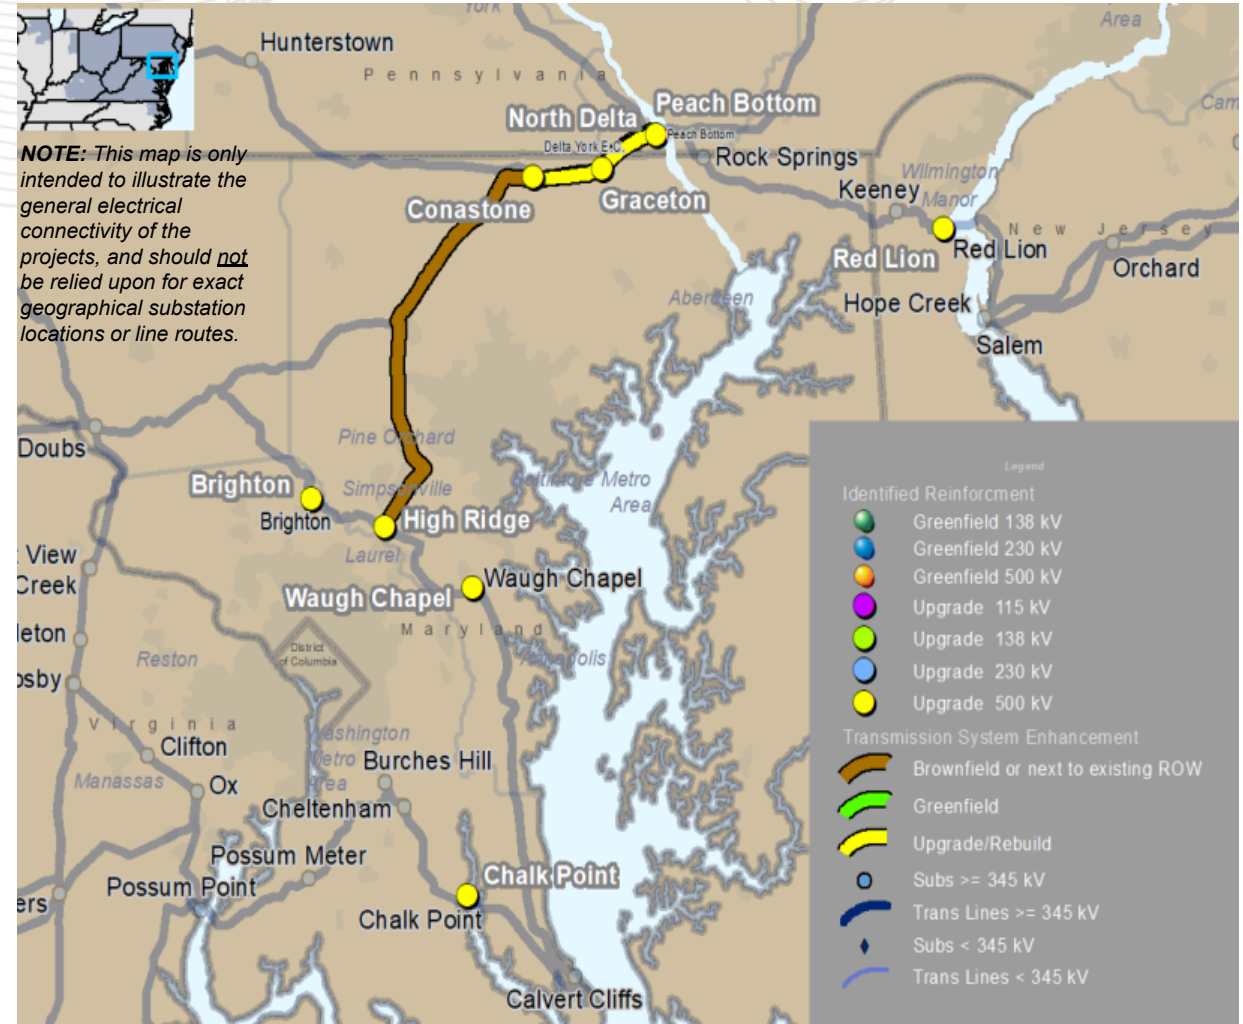 York
Area
Hunterstown
Pennsylvania
Peach Bottom
North Delta
Peach Bottom
Delta York E.C.
Rock Springs
NOTE: This map is only
intended to illustrate the
general electrical
connectivity of the
projects, and should not
be relied upon for exact
geographical substation
locations or line routes.
Wilmington
Manor
Keeney
Conastone
Graceton
New Jersey
Red Lion
Red Lion
Orchard
Aberdeen
Hope Creek
Salem
Doubs
Pine Orchard
Brighton
Simpsonville
Baltimore Metro
Area
Brighton
High Ridge
Laurel
View
Creek
Waugh Chapel
Waugh Chapel
Maryland
District
of Columbia
Reston
Annapolis
Virginia
Washington
Metro
Area
Clifton
Burches Hill
Manassas
Ox
Cheltenham
Possum Meter
Possum Point
Chalk Point
Chalk Point
Calvert Cliffs
Legend
Identified Reinforcment
Greenfield 138 kV
Greenfield 230 kV
Greenfield 500 kV
Upgrade 115 kV
Upgrade 138 kV
Upgrade 230 kV
Upgrade 500 kV
Transmission System Enhancement
Brownfield or next to existing ROW
Greenfield
Upgrade/Rebuild
Subs >= 345 kV
Trans Lines >= 345 kV
Subs < 345 kV
Trans Lines < 345 kV